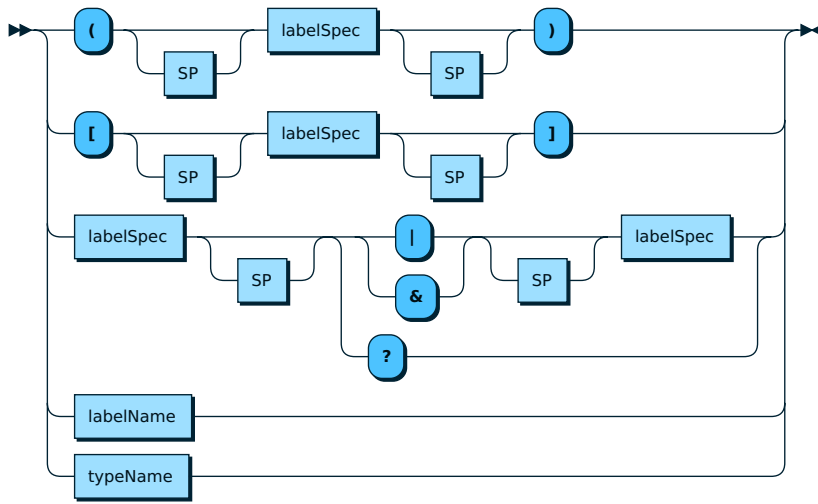 ( labelSpec )
SP SP
[ labelSpec ]
SP SP
labelSpec | labelSpec
SP & SP
?
labelName
typeName